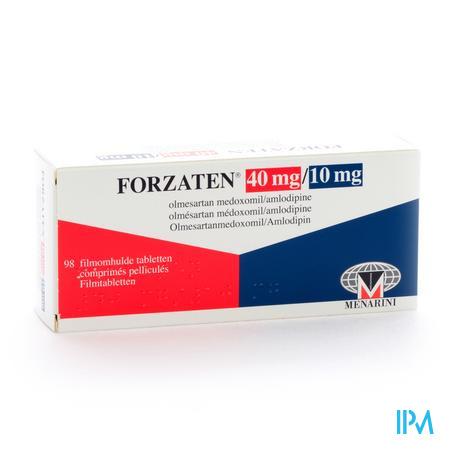 FORZATEN® 40 mg/10 mg
olmesartan medoxomil/amlodipine
olmésartan médoxomil/amlodipine
Olmesartanmedoxomil/Amlodipin
98 filmomhulde tabletten
comprimés pelliculés
Filmtabletten
MENARINI
IPM